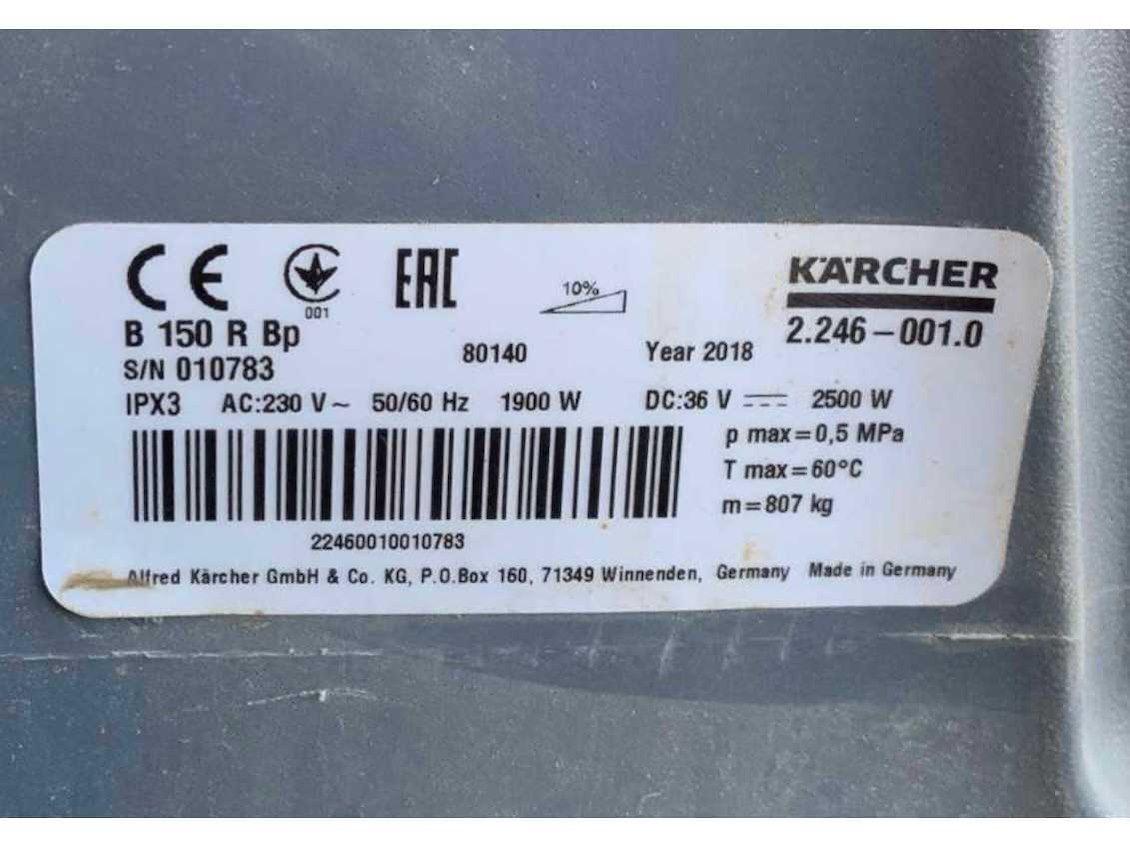 CE 001 EAC 10% KÄRCHER
B 150 R Bp 2.246-001.0
S/N 010783 80140 Year 2018
IPX3 AC:230 V~ 50/60 Hz 1900 W DC:36 V ⎓ 2500 W
p max=0,5 MPa
T max=60°C
m=807 kg
22460010010783
Alfred Kärcher GmbH & Co. KG, P.O.Box 160, 71349 Winnenden, Germany Made in Germany